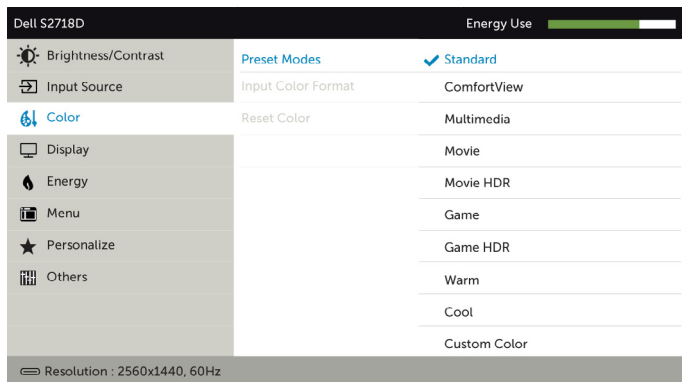 Dell S2718D
Energy Use
Brightness/Contrast
Input Source
Color
Display
Energy
Menu
Personalize
Others
Preset Modes
Input Color Format
Reset Color
Standard
ComfortView
Multimedia
Movie
Movie HDR
Game
Game HDR
Warm
Cool
Custom Color
Resolution : 2560x1440, 60Hz